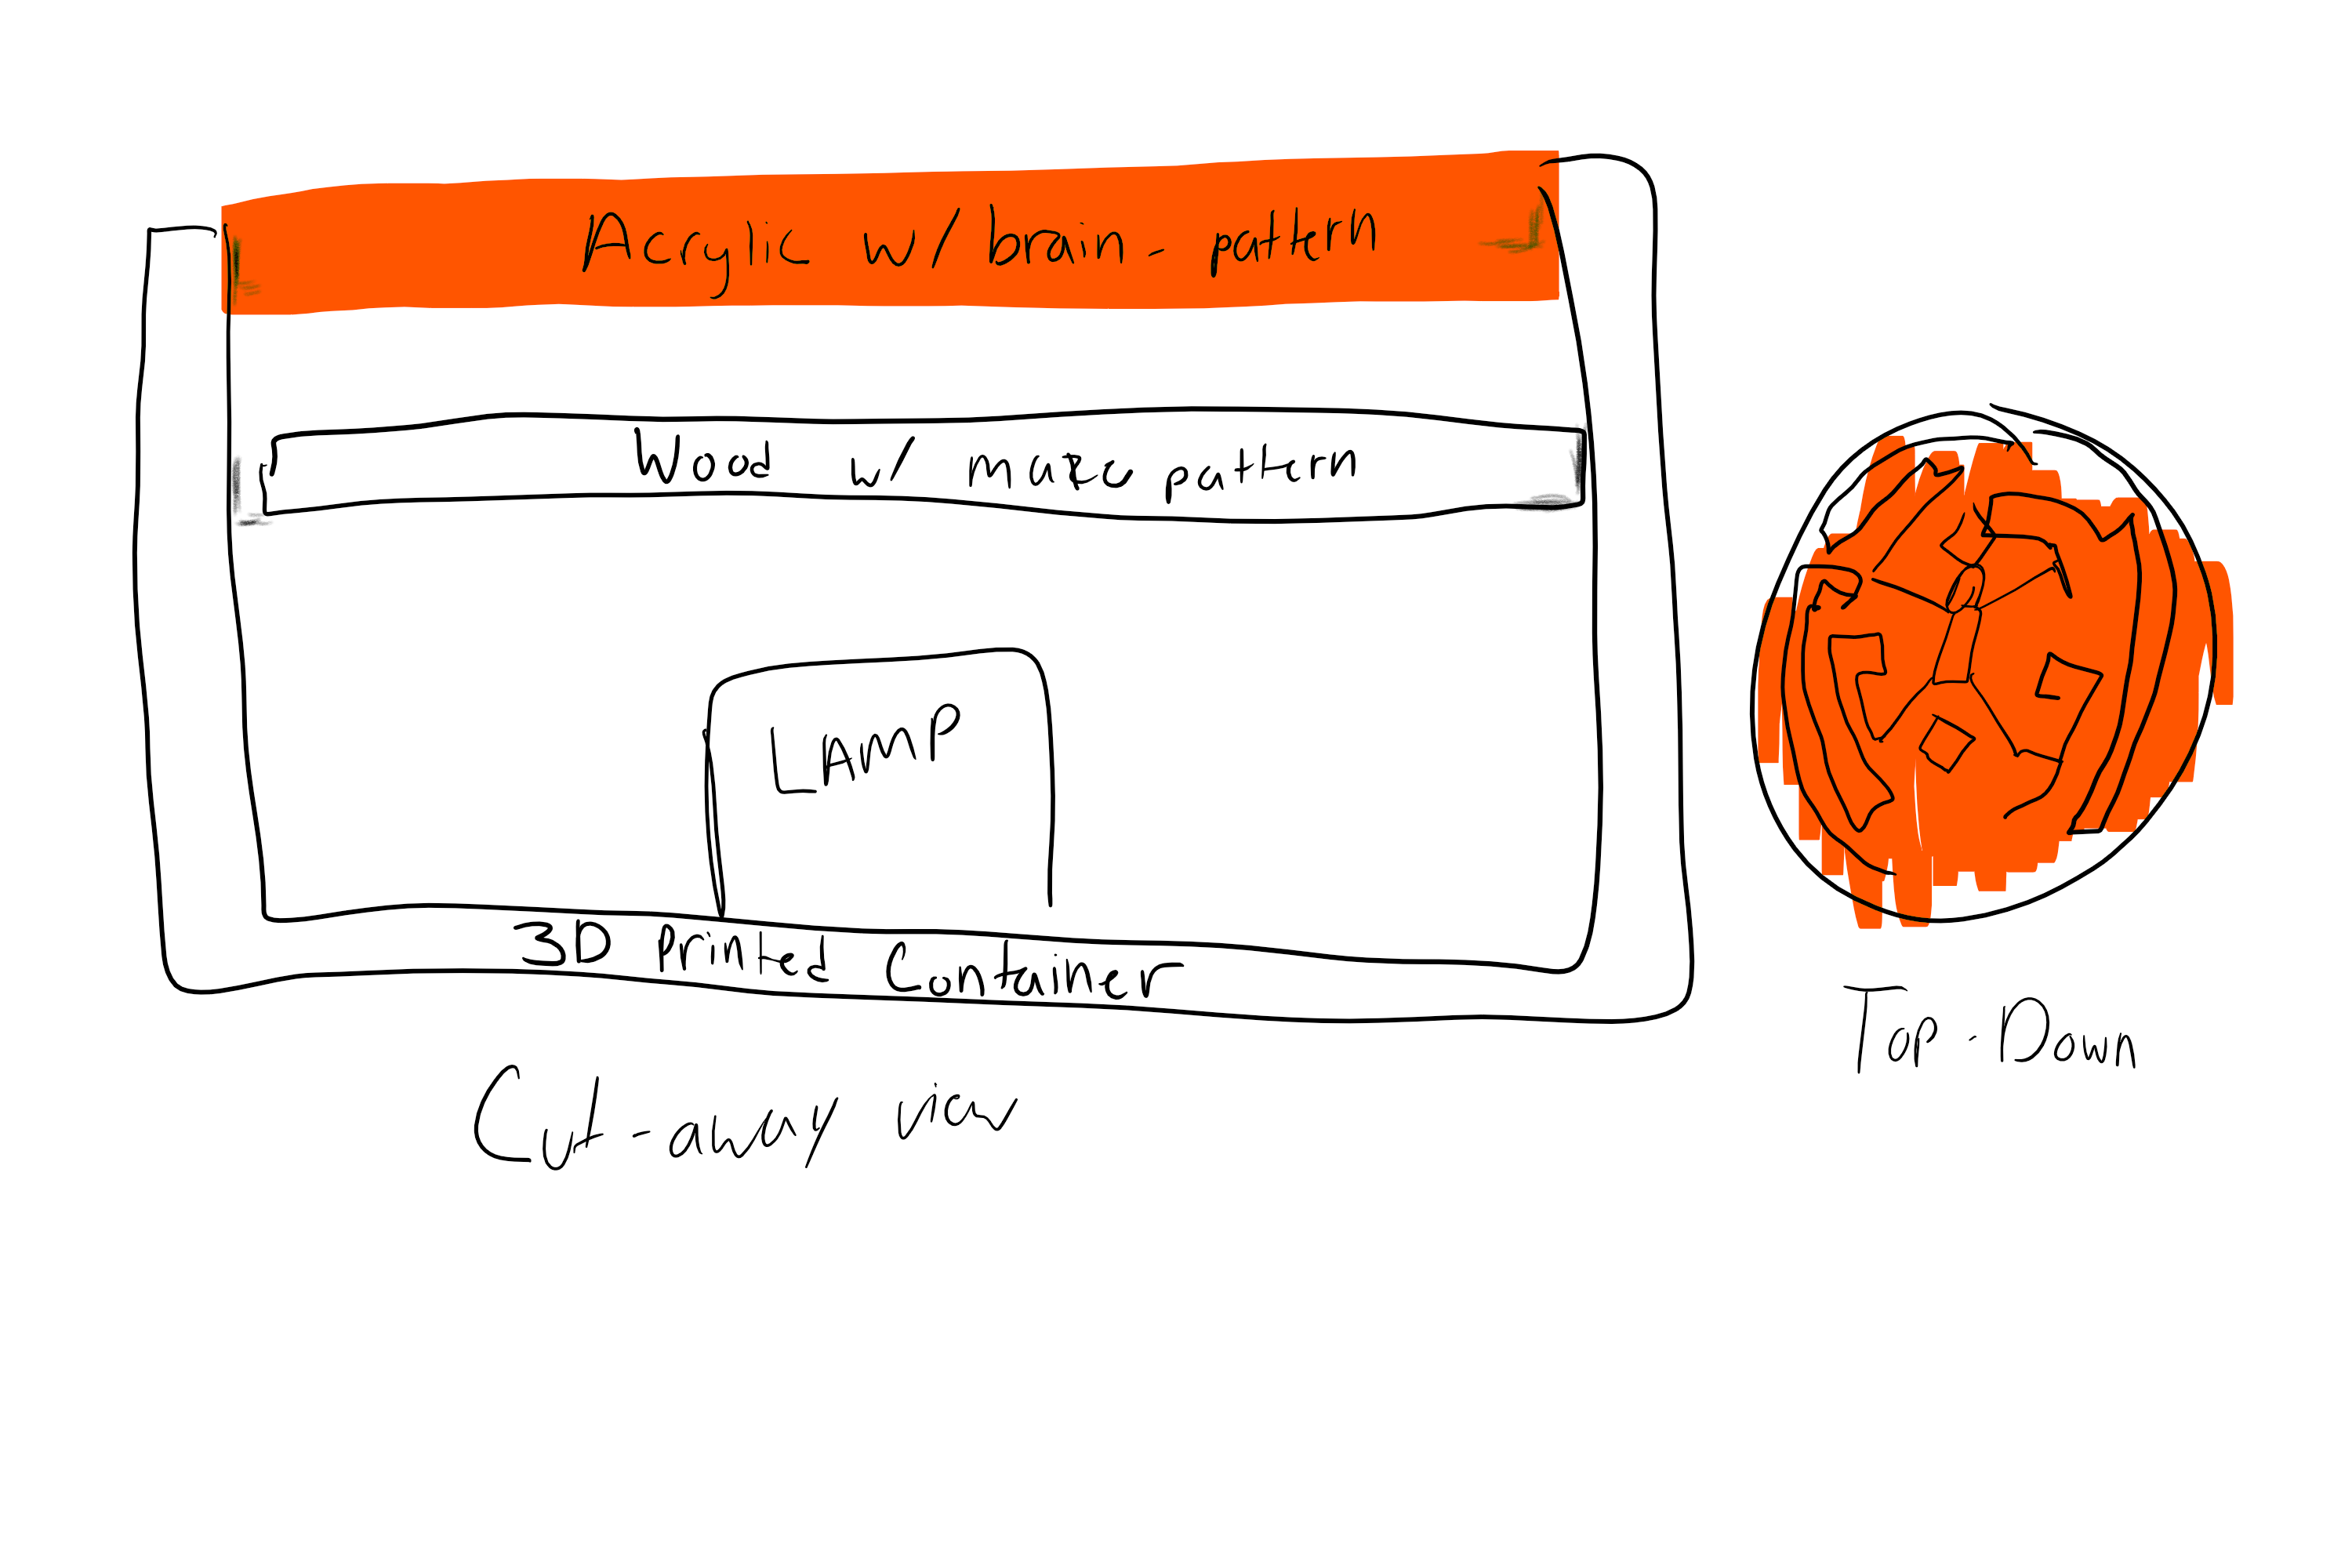 Acrylic w/ brain-pattern
Wood w/ maze pattern
LAMP
3D Printed Container
Cut-away view
Top-Down